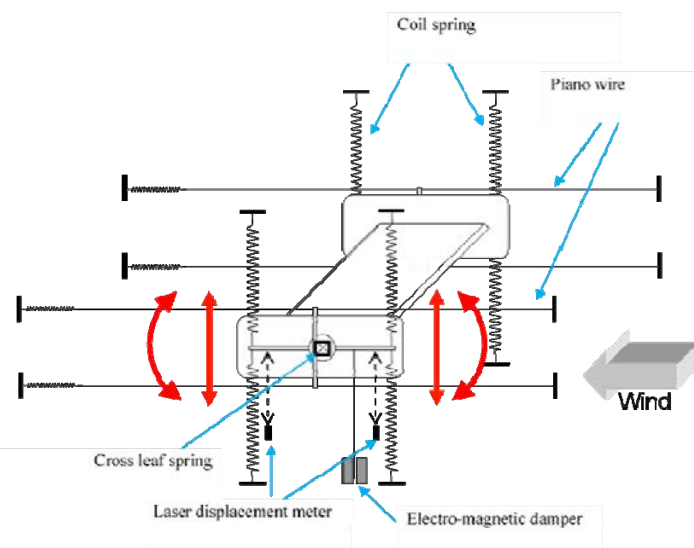 Coil spring
Piano wire
Wind
Cross leaf spring
Laser displacement meter
Electro-magnetic damper